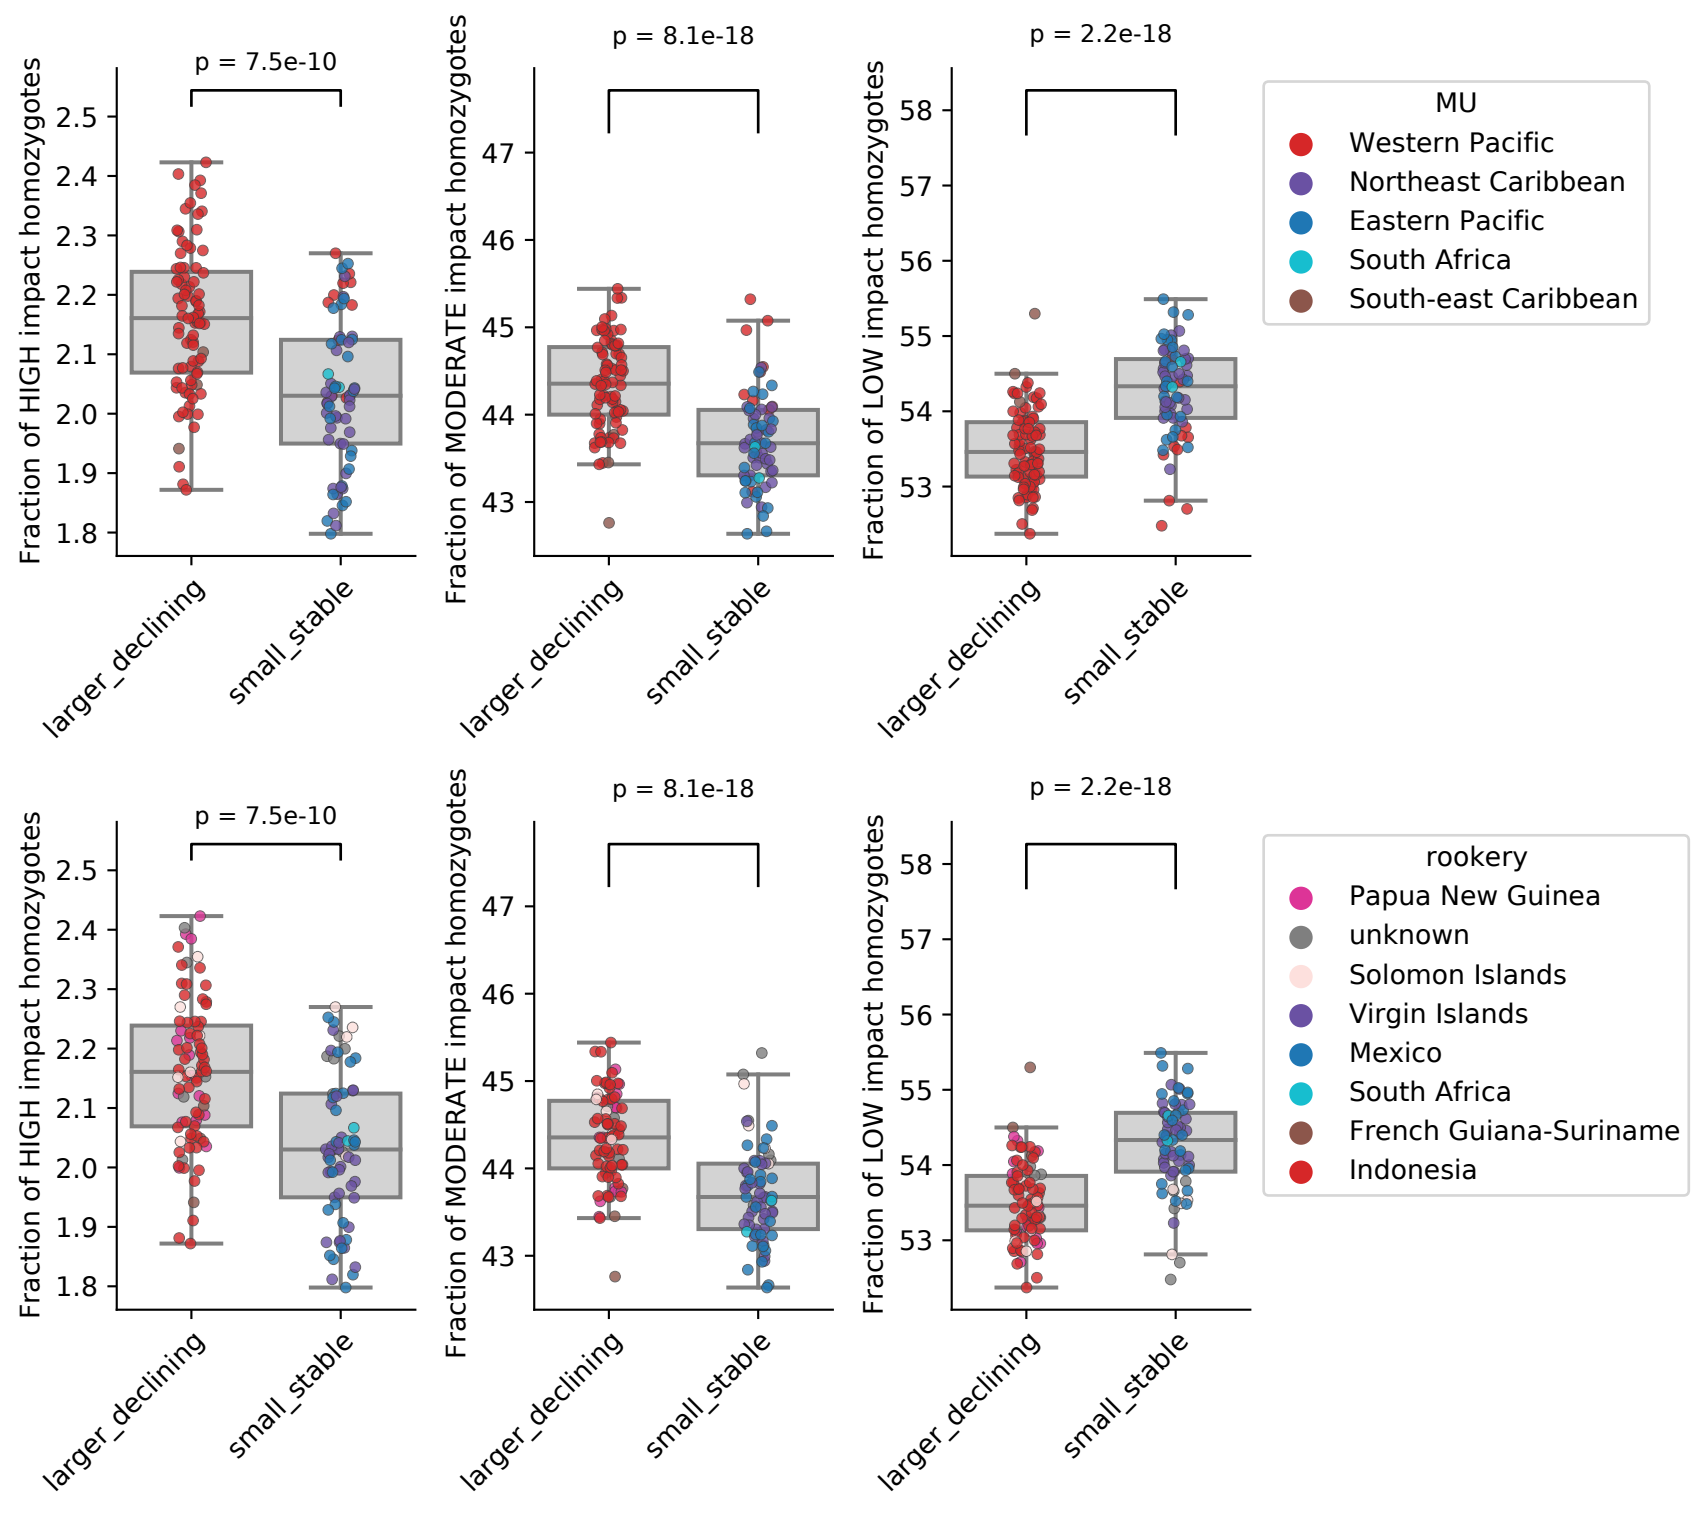 p = 7.5e-10
p = 8.1e-18
p = 2.2e-18
Fraction of HIGH impact homozygotes
2.5
2.4
2.3
2.2
2.1
2.0
1.9
1.8
larger_declining
small_stable
Fraction of MODERATE impact homozygotes
47
46
45
44
43
larger_declining
small_stable
Fraction of LOW impact homozygotes
58
57
56
55
54
53
larger_declining
small_stable
MU
Western Pacific
Northeast Caribbean
Eastern Pacific
South Africa
South-east Caribbean
p = 7.5e-10
p = 8.1e-18
p = 2.2e-18
Fraction of HIGH impact homozygotes
2.5
2.4
2.3
2.2
2.1
2.0
1.9
1.8
larger_declining
small_stable
Fraction of MODERATE impact homozygotes
47
46
45
44
43
larger_declining
small_stable
Fraction of LOW impact homozygotes
58
57
56
55
54
53
larger_declining
small_stable
rookery
Papua New Guinea
unknown
Solomon Islands
Virgin Islands
Mexico
South Africa
French Guiana-Suriname
Indonesia